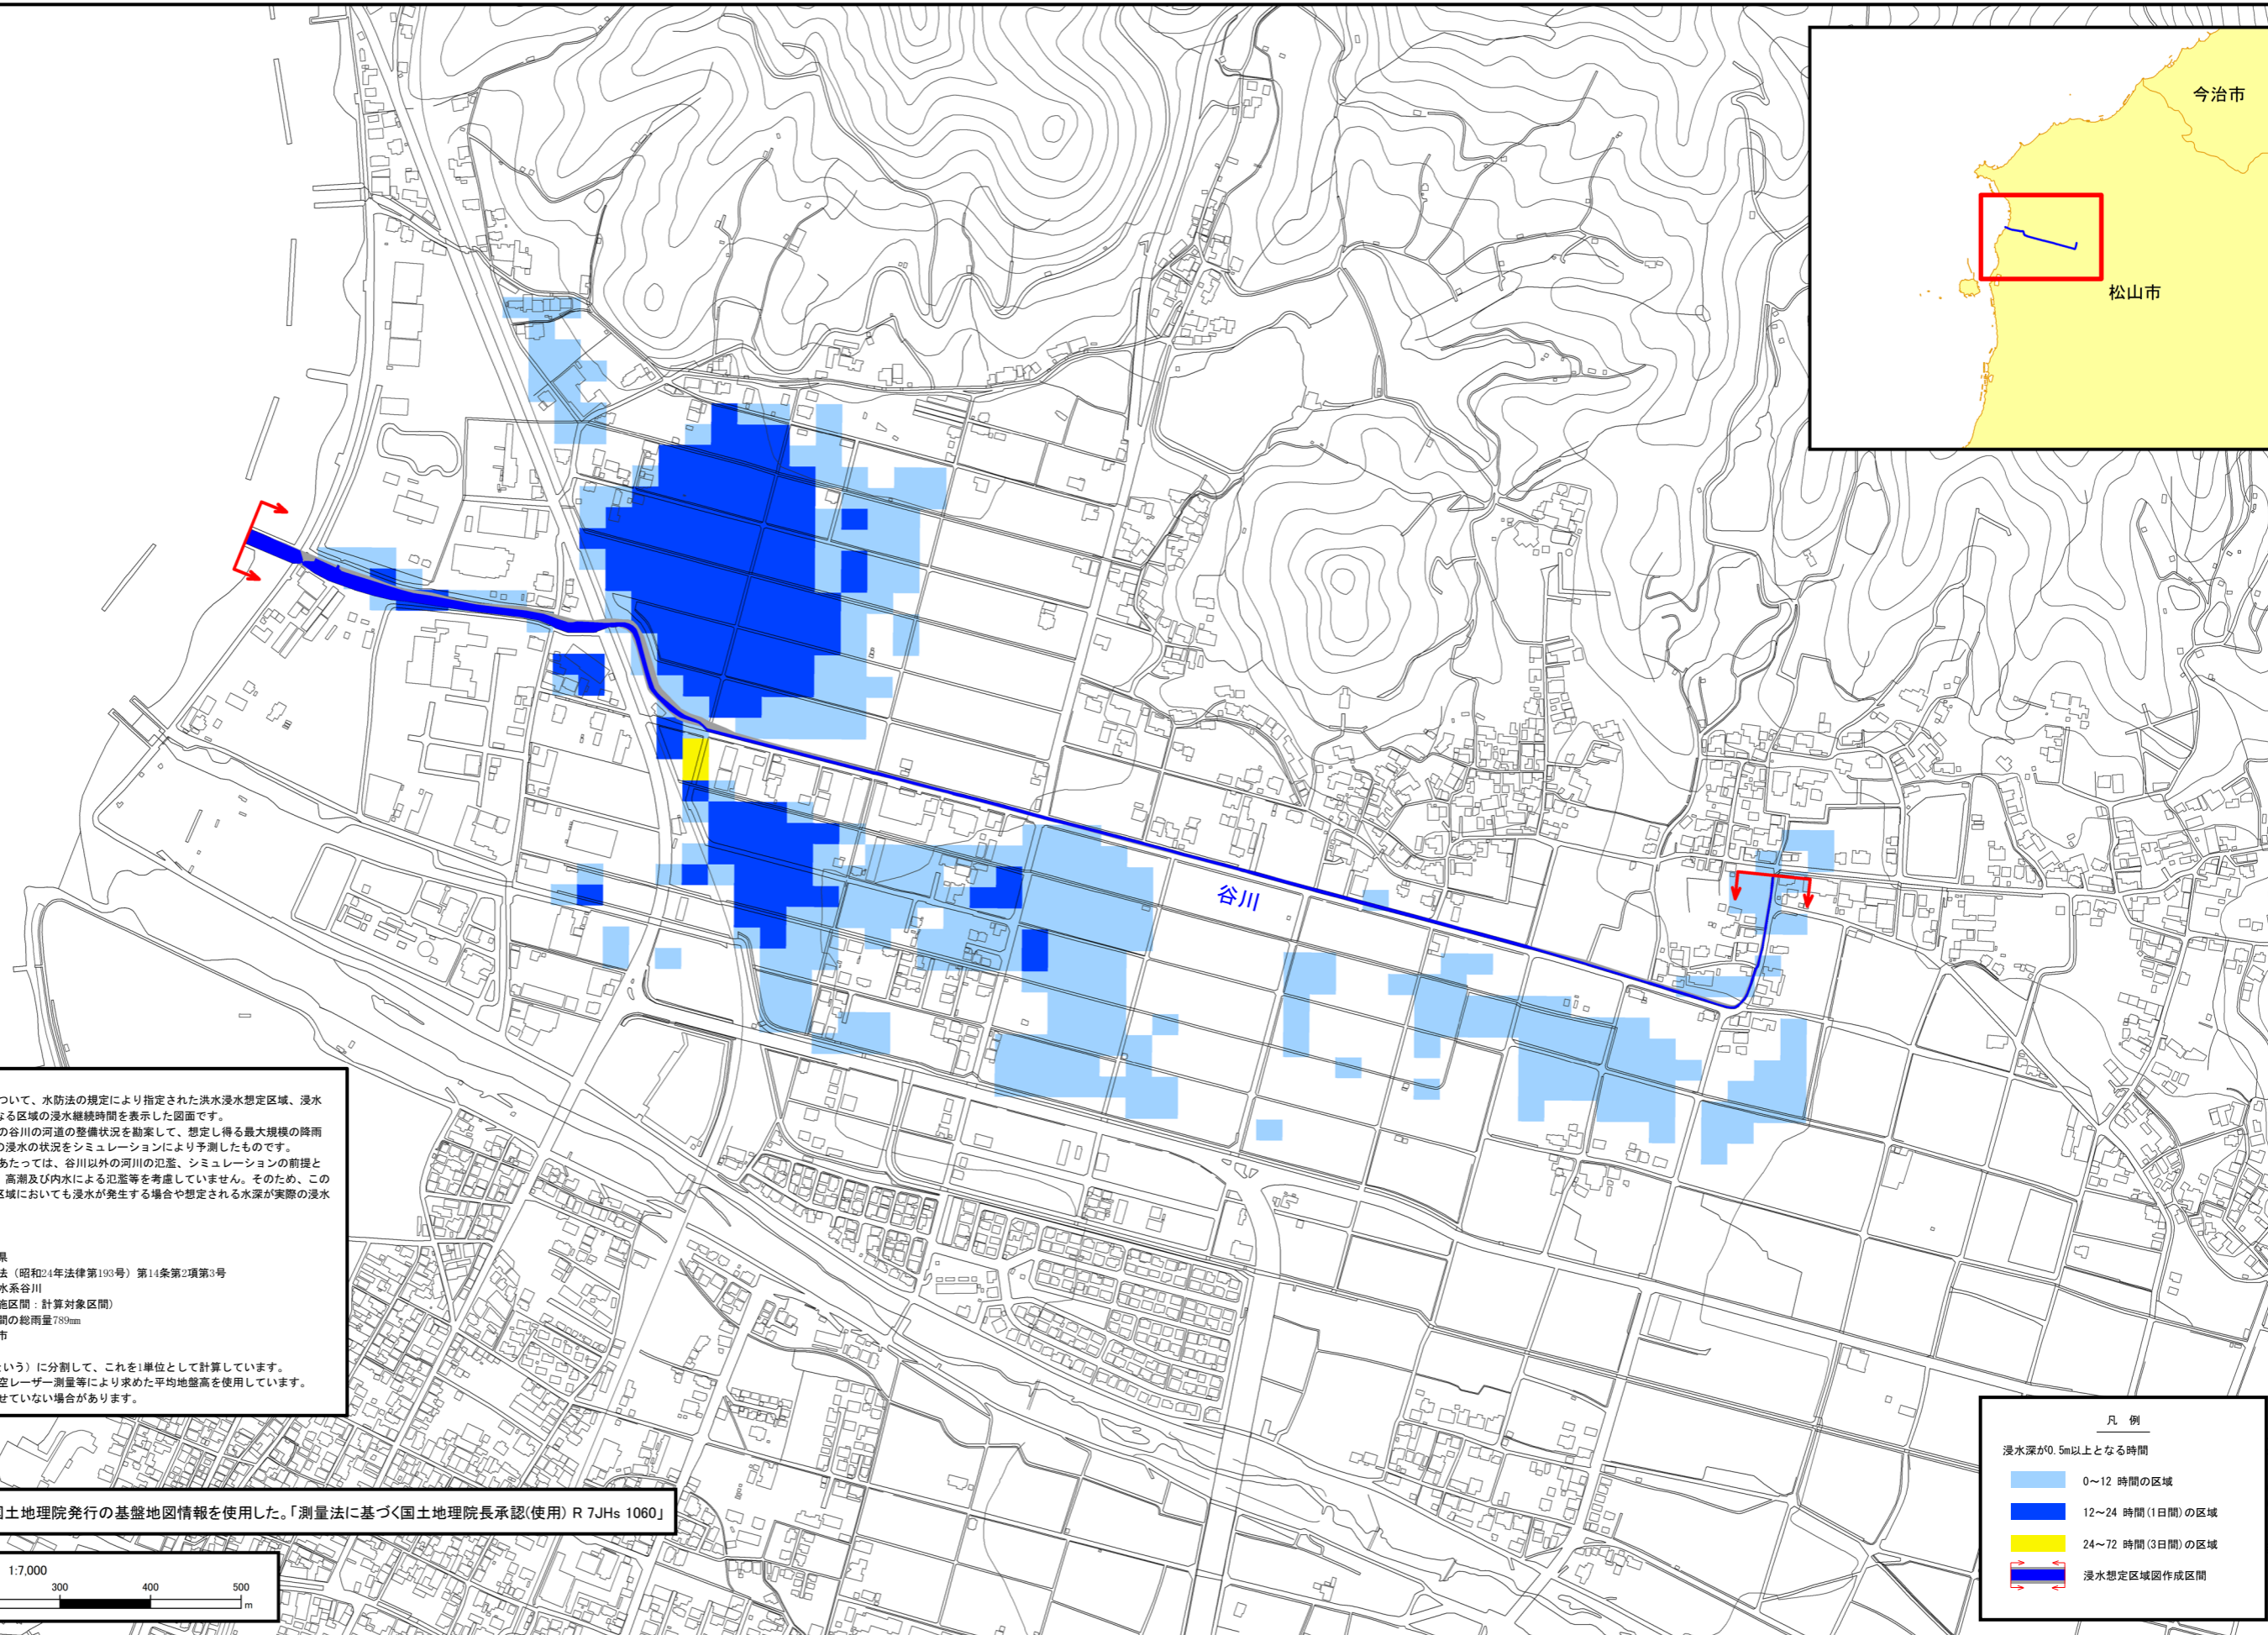 今治市
松山市
谷川
ついて、水防法の規定により指定された洪水浸水想定区域、浸水
なる区域の浸水継続時間を表示した図面です。
の谷川の河道の整備状況を勘案して、想定し得る最大規模の降雨
の浸水の状況をシミュレーションにより予測したものです。
あたっては、谷川以外の河川の氾濫、シミュレーションの前提と
、高潮及び内水による氾濫等を考慮していません。そのため、この
区域においても浸水が発生する場合や想定される水深が実際の浸水
県
法（昭和24年法律第193号）第14条第2項第3号
水系谷川
施区間：計算対象区間）
間の総雨量789mm
市
という）に分割して、これを1単位として計算しています。
空レーザー測量等により求めた平均地盤高を使用しています。
せていない場合があります。
国土地理院発行の基盤地図情報を使用した。「測量法に基づく国土地理院長承認(使用) R 7JHs 1060」
1:7,000
300 400 500
m
凡 例
浸水深が0.5m以上となる時間
0～12 時間の区域
12～24 時間(1日間)の区域
24～72 時間(3日間)の区域
浸水想定区域図作成区間